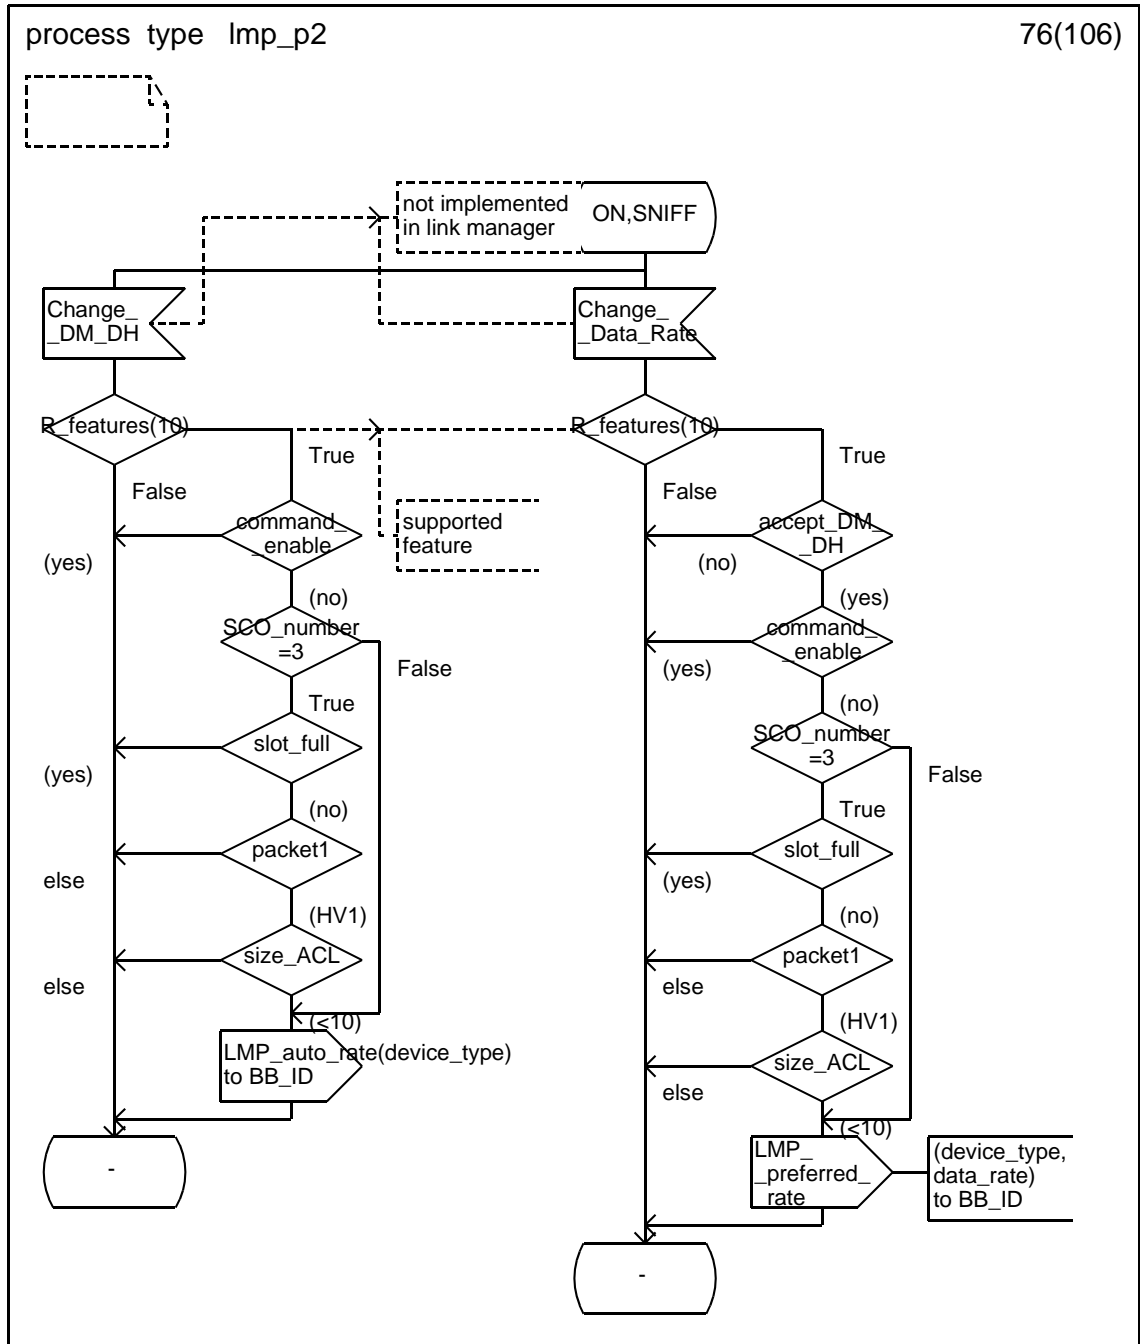 process type lmp_p2
76(106)
not implemented
in link manager
ON,SNIFF
Change_
_DM_DH
Change_
_Data_Rate
R_features(10)
True
False
R_features(10)
True
False
command_
_enable
(yes)
(no)
supported
feature
accept_DM_
_DH
(no)
(yes)
SCO_number
=3
False
True
command_
_enable
(yes)
(no)
slot_full
(yes)
(no)
SCO_number
=3
False
True
packet1
else
(HV1)
slot_full
(yes)
(no)
size_ACL
else
(<10)
packet1
else
(HV1)
LMP_auto_rate(device_type)
to BB_ID
size_ACL
else
(<10)
-
LMP_
_preferred_
_rate
(device_type,
data_rate)
to BB_ID
-